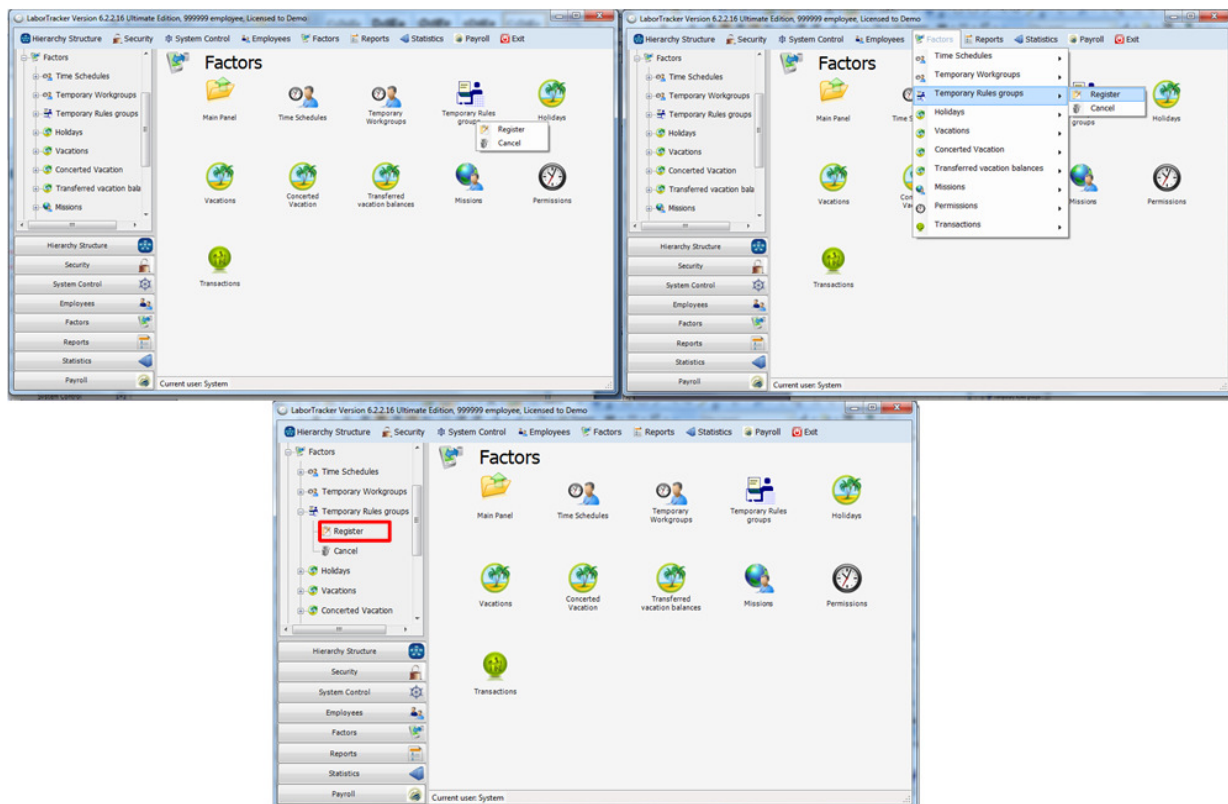 LaborTracker Version 6.2.2.16 Ultimate Edition, 999999 employee, Licensed to Demo
Hierarchy Structure Security System Control Employees Factors Reports Statistics Payroll Exit
Factors
Time Schedules
Temporary Workgroups
Temporary Rules groups
Holidays
Vacations
Concerted Vacation
Transferred vacation bala
Missions
Hierarchy Structure
Security
System Control
Employees
Factors
Reports
Statistics
Payroll
Factors
Main Panel
Time Schedules
Temporary
Workgroups
Temporary Rules
groups
Holidays
Register
Cancel
Vacations
Concerted
Vacation
Transferred
vacation balances
Missions
Permissions
Transactions
Current user: System
LaborTracker Version 6.2.2.16 Ultimate Edition, 999999 employee, Licensed to Demo
Hierarchy Structure Security System Control Employees Factors Reports Statistics Payroll Exit
Factors
Time Schedules
Temporary Workgroups
Temporary Rules groups
Holidays
Vacations
Concerted Vacation
Transferred vacation bala
Missions
Hierarchy Structure
Security
System Control
Employees
Factors
Reports
Statistics
Payroll
Factors
Main Panel
Time Schedules
Temporary Workgroups
Temporary Rules groups
Holidays
Vacations
Concerted Vacation
Transferred vacation balances
Missions
Permissions
Transactions
Register
Cancel
groups
Holidays
Vacations
Missions
Permissions
Transactions
Current user: System
LaborTracker Version 6.2.2.16 Ultimate Edition, 999999 employee, Licensed to Demo
Hierarchy Structure Security System Control Employees Factors Reports Statistics Payroll Exit
Factors
Time Schedules
Temporary Workgroups
Temporary Rules groups
Register
Cancel
Holidays
Vacations
Concerted Vacation
Hierarchy Structure
Security
System Control
Employees
Factors
Reports
Statistics
Payroll
Factors
Main Panel
Time Schedules
Temporary
Workgroups
Temporary Rules
groups
Holidays
Vacations
Concerted
Vacation
Transferred
vacation balances
Missions
Permissions
Transactions
Current user: System